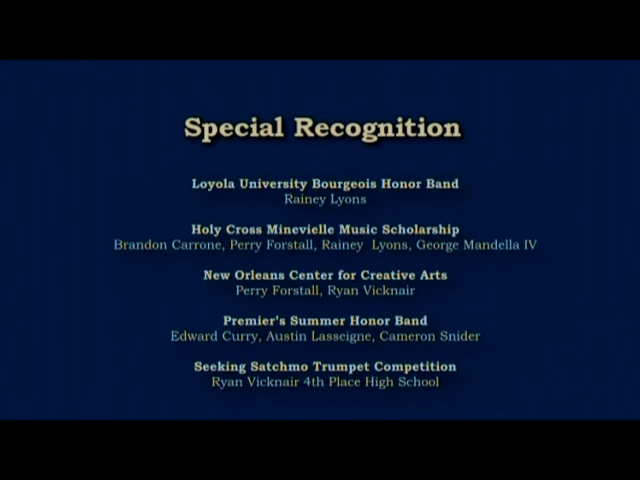 Special Recognition
Loyola University Bourgeois Honor Band
Rainey Lyons
Holy Cross Minevielle Music Scholarship
Brandon Carrone, Perry Forstall, Rainey  Lyons, George Mandella IV
New Orleans Center for Creative Arts
Perry Forstall, Ryan Vicknair
Premier's Summer Honor Band
Edward Curry, Austin Lasseigne, Cameron Snider
Seeking Satchmo Trumpet Competition
Ryan Vicknair 4th Place High School